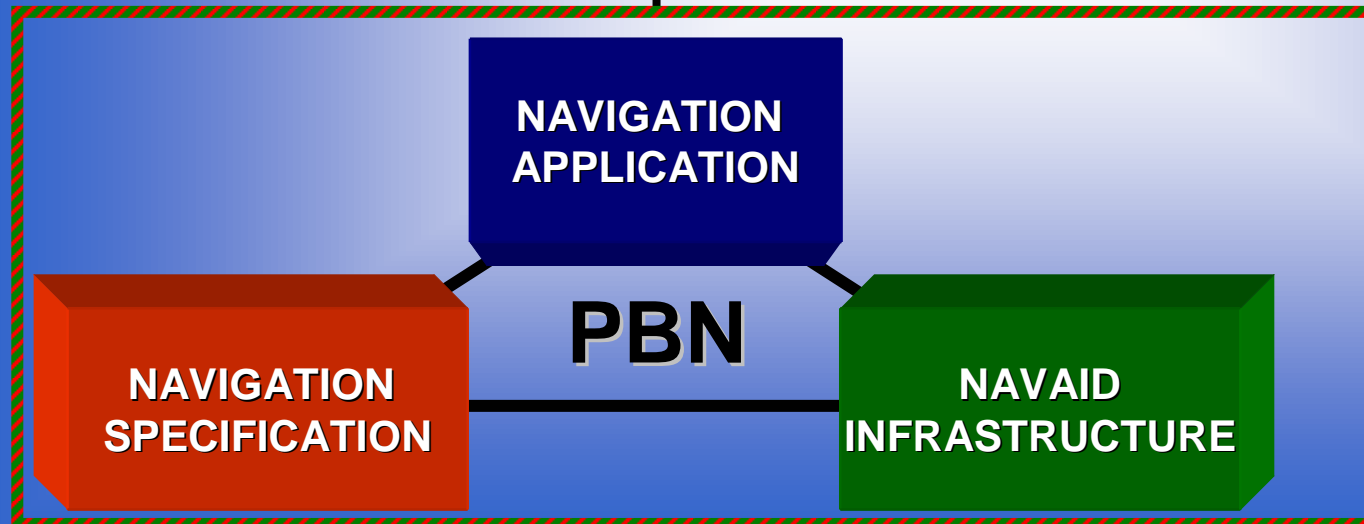 NAVIGATION
APPLICATION
PBN
NAVIGATION
SPECIFICATION
NAVAID
INFRASTRUCTURE